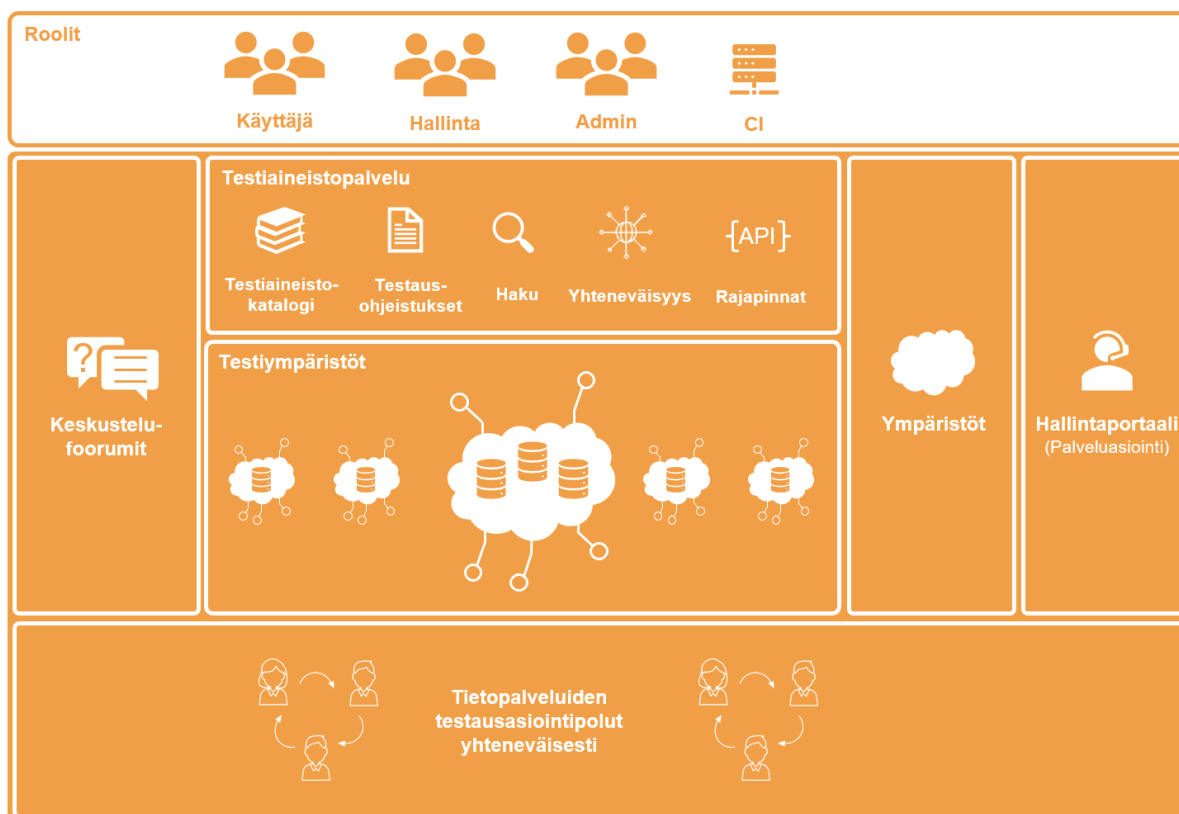 Roolit
Käyttäjä
Hallinta
Admin
CI
Testiaineistopalvelu
{API}
Testiaineisto-
katalogi
Testaus-
ohjeistukset
Haku
Yhteneväisyys
Rajapinnat
Testiympäristöt
?
Keskustelu-
foorumit
Ympäristöt
Hallintaportaali
(Palveluasiointi)
Tietopalveluiden
testausasiointipolut
yhteneväisesti